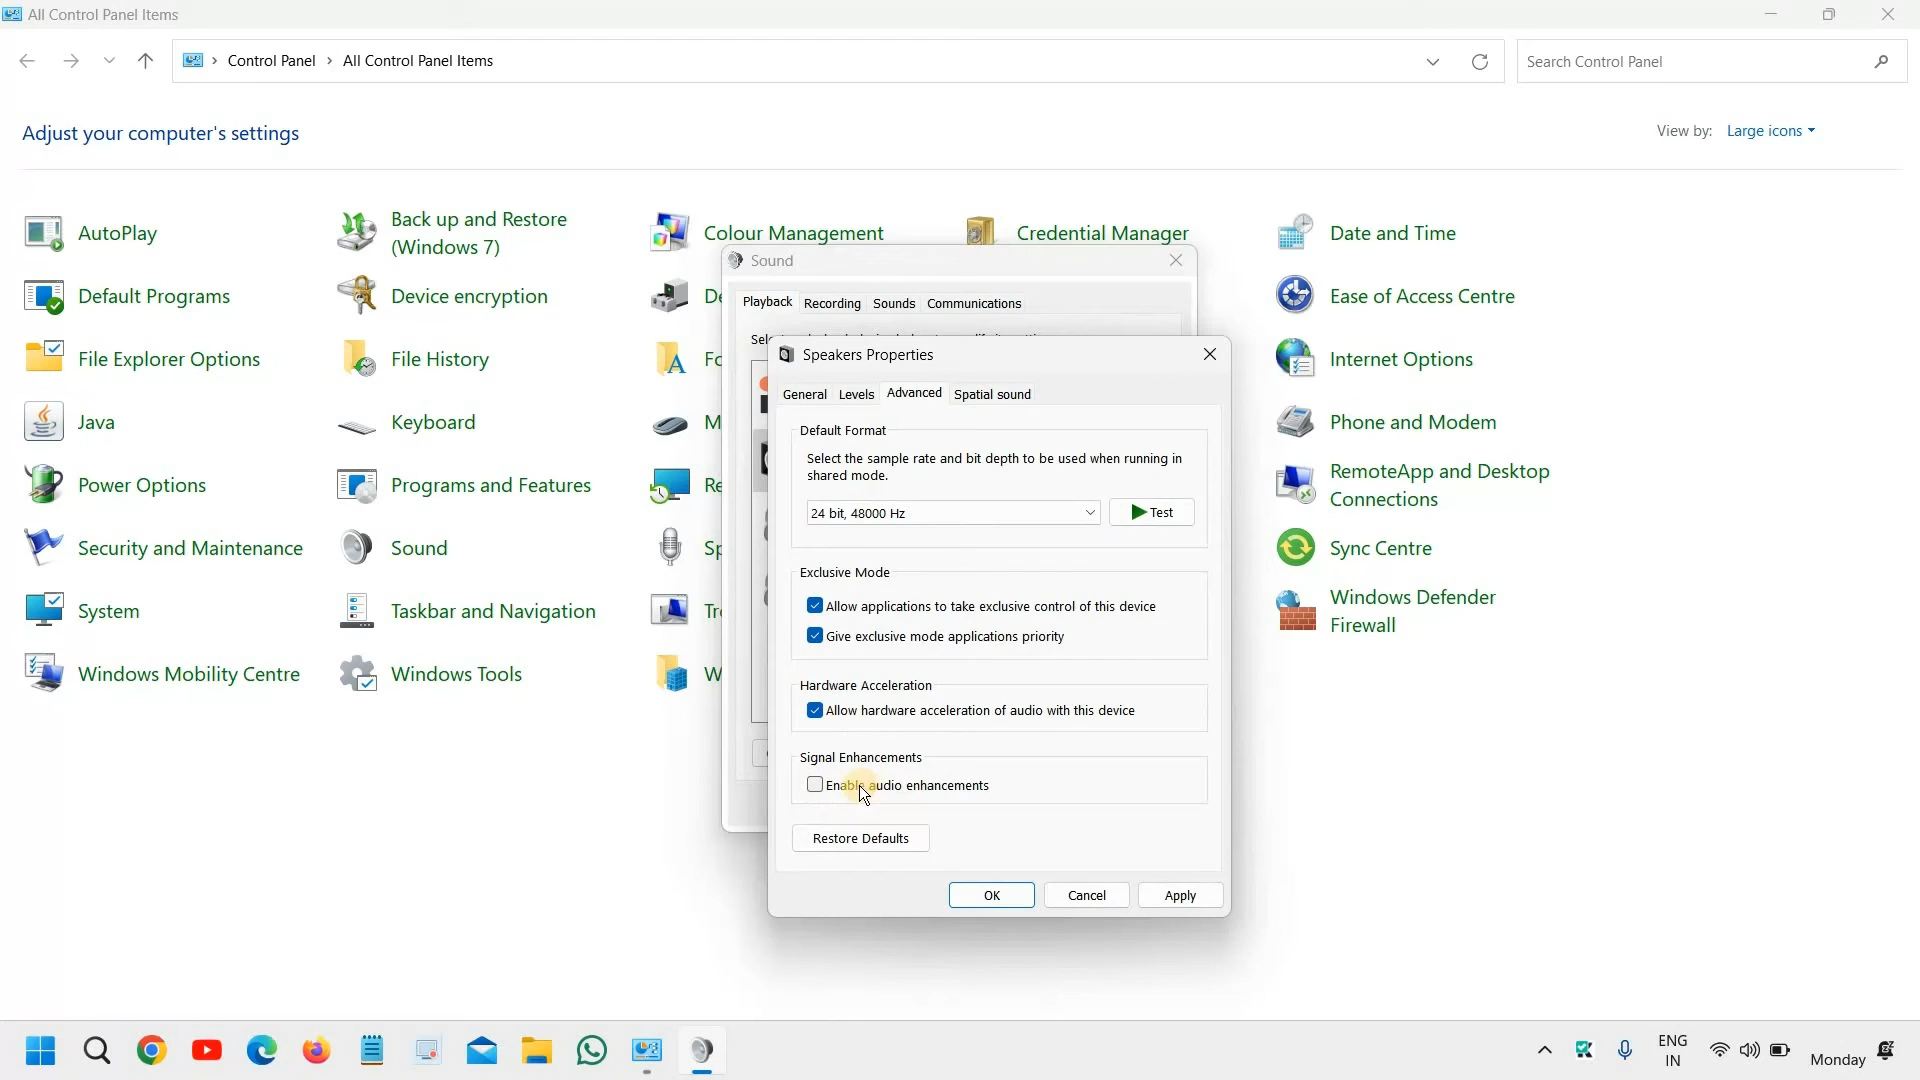 All Control Panel Items
Control Panel › All Control Panel Items
Search Control Panel
Adjust your computer's settings
View by: Large icons
AutoPlay
Back up and Restore
(Windows 7)
Colour Management
Credential Manager
Date and Time
Default Programs
Device encryption
Ease of Access Centre
File Explorer Options
File History
Internet Options
Java
Keyboard
Phone and Modem
Power Options
Programs and Features
RemoteApp and Desktop
Connections
Security and Maintenance
Sound
Sync Centre
System
Taskbar and Navigation
Windows Defender
Firewall
Windows Mobility Centre
Windows Tools
Sound
Playback Recording Sounds Communications
Speakers Properties
General Levels Advanced Spatial sound
Default Format
Select the sample rate and bit depth to be used when running in
shared mode.
24 bit, 48000 Hz
Test
Exclusive Mode
Allow applications to take exclusive control of this device
Give exclusive mode applications priority
Hardware Acceleration
Allow hardware acceleration of audio with this device
Signal Enhancements
Enable audio enhancements
Restore Defaults
OK Cancel Apply
ENG
IN
Monday